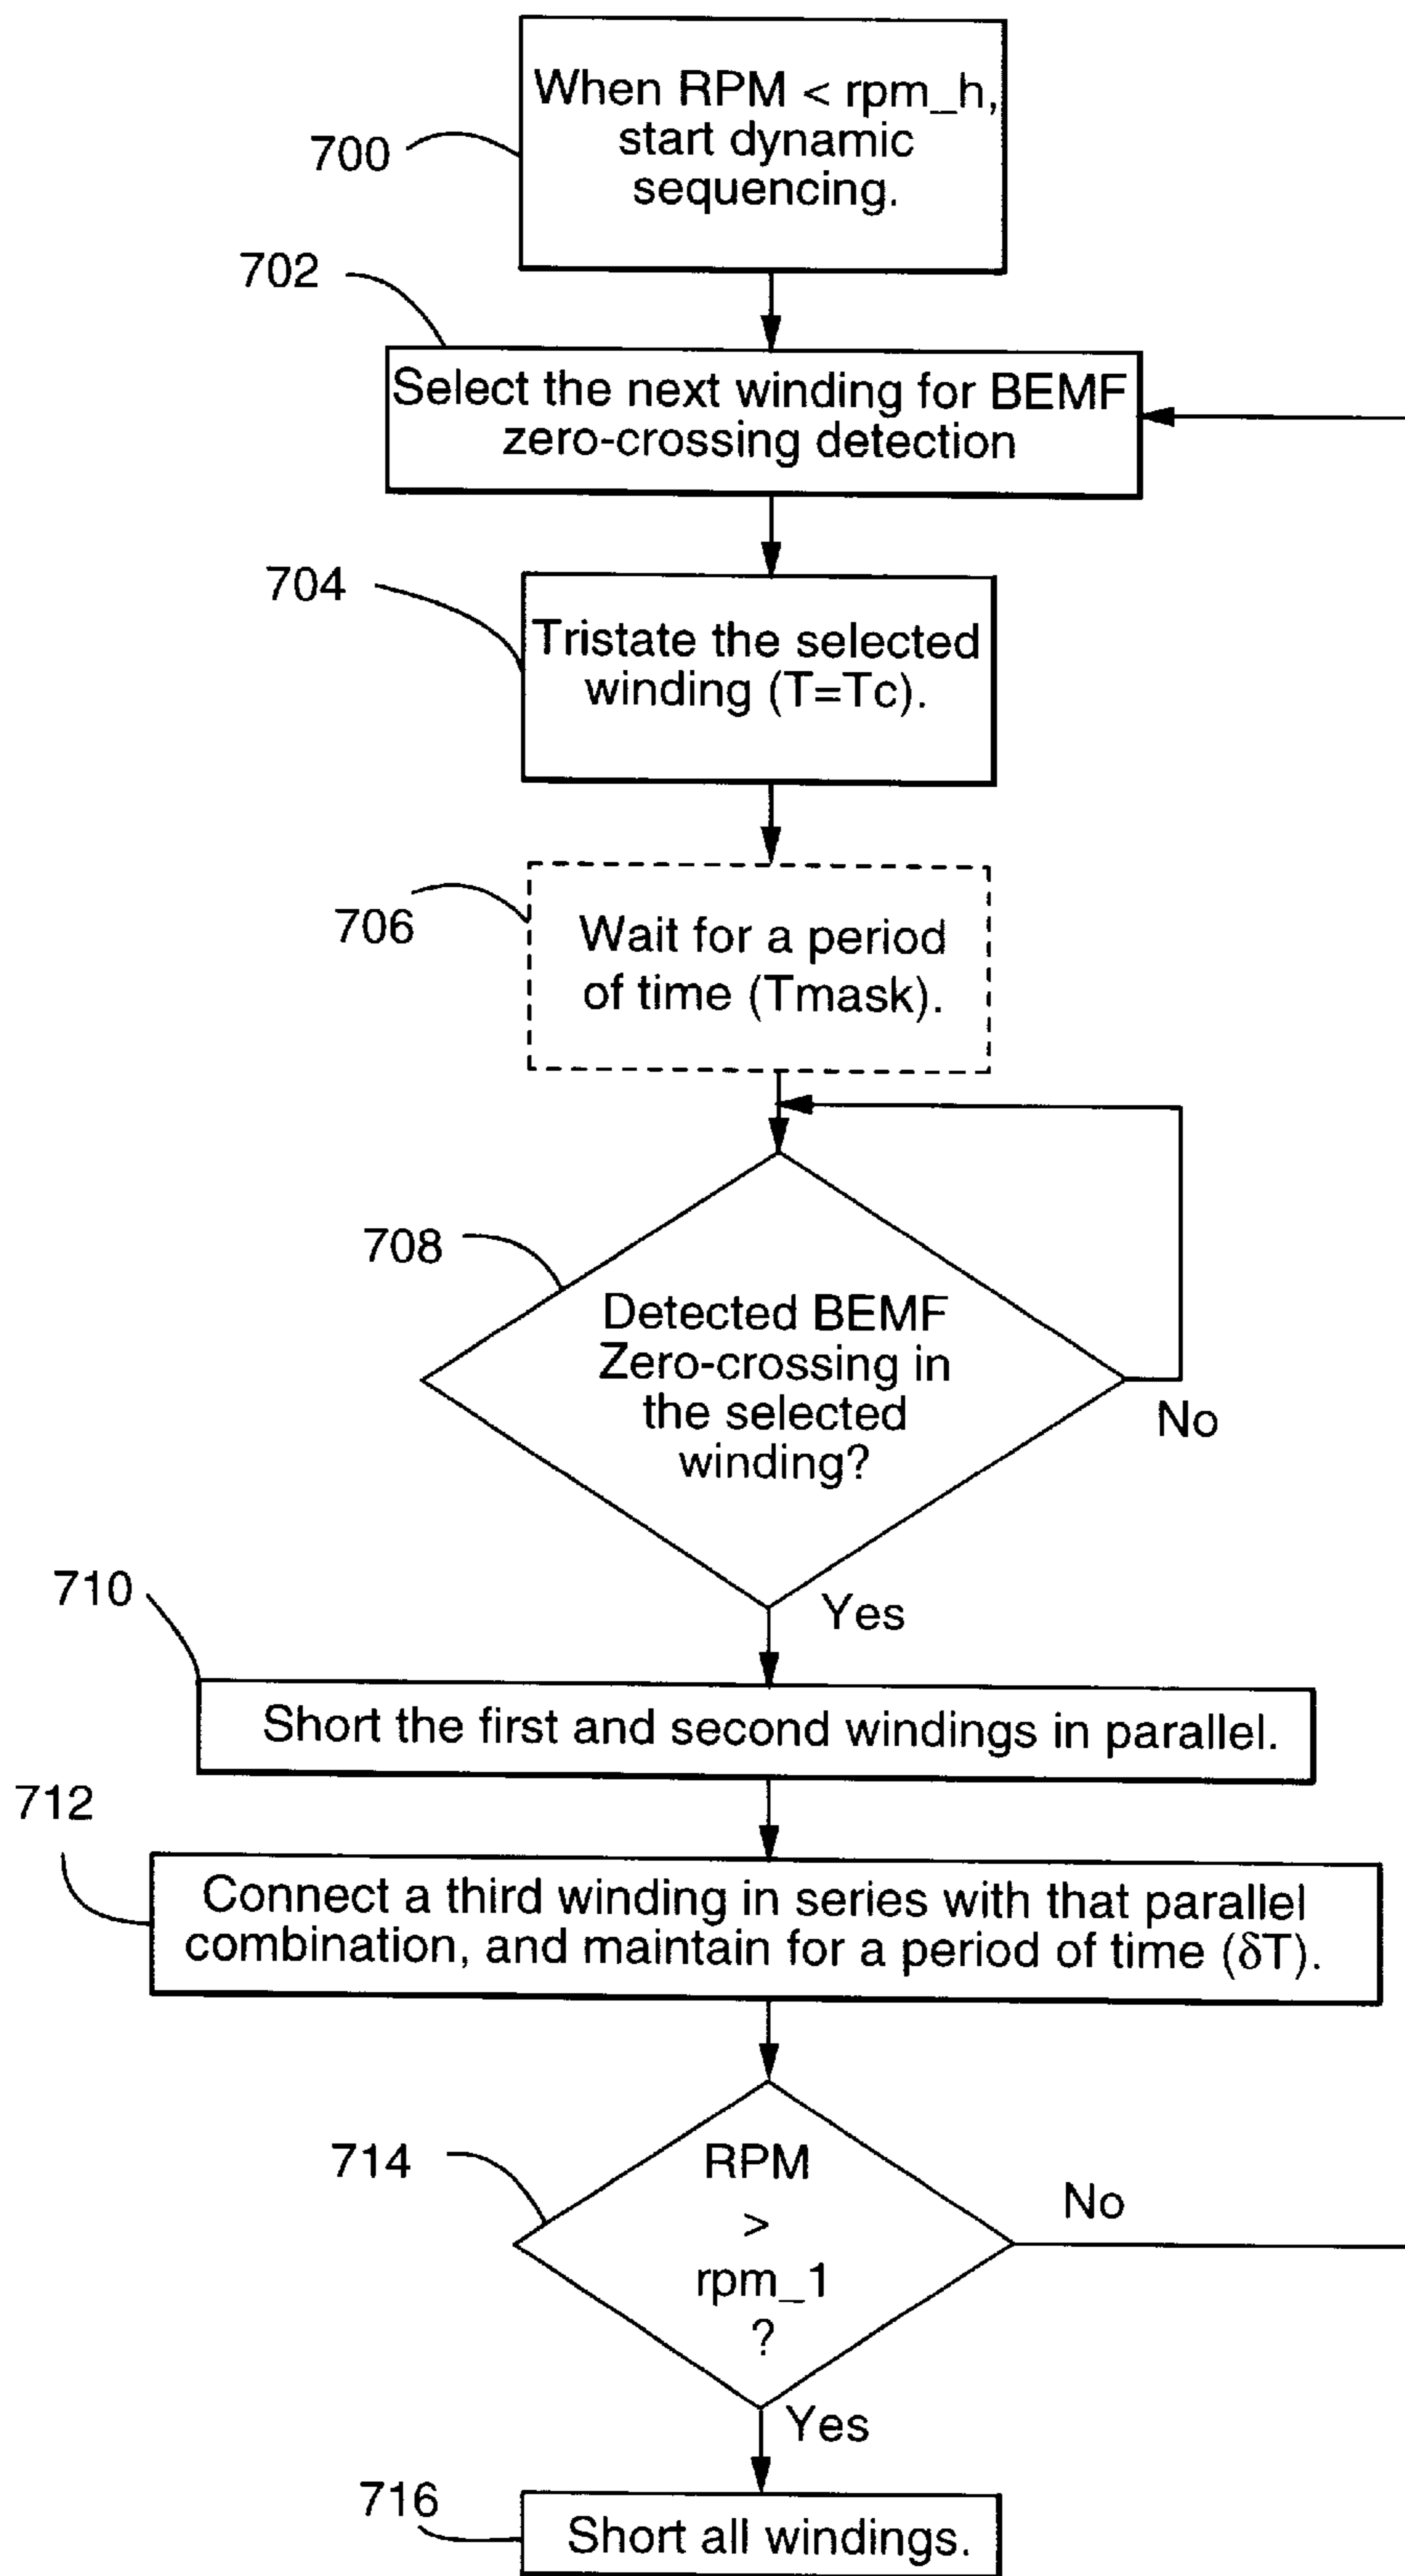 When RPM < rpm_h,
start dynamic
sequencing.
700
702
Select the next winding for BEMF
zero-crossing detection
704
Tristate the selected
winding (T=Tc).
706
Wait for a period
of time (Tmask).
708
Detected BEMF
Zero-crossing in
the selected
winding?
No
Yes
710
Short the first and second windings in parallel.
712
Connect a third winding in series with that parallel
combination, and maintain for a period of time (δT).
714
RPM
>
rpm_1
?
No
Yes
716
Short all windings.